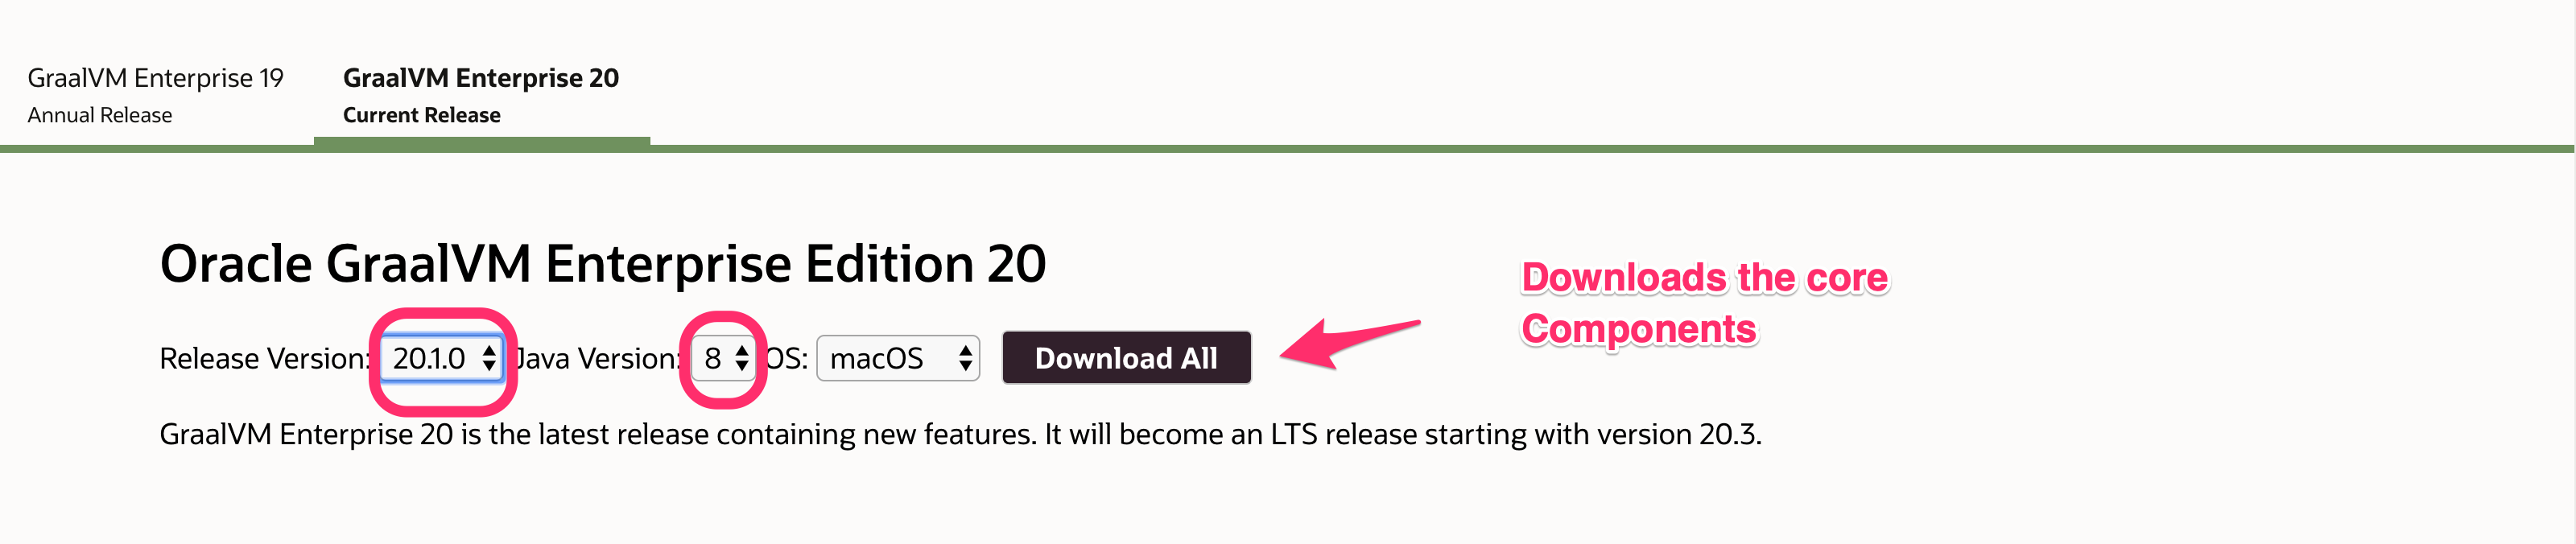 GraalVM Enterprise 19
Annual Release
GraalVM Enterprise 20
Current Release
Oracle GraalVM Enterprise Edition 20
Release Version: 20.1.0 Java Version: 8 OS: macOS Download All
Downloads the core
Components
GraalVM Enterprise 20 is the latest release containing new features. It will become an LTS release starting with version 20.3.